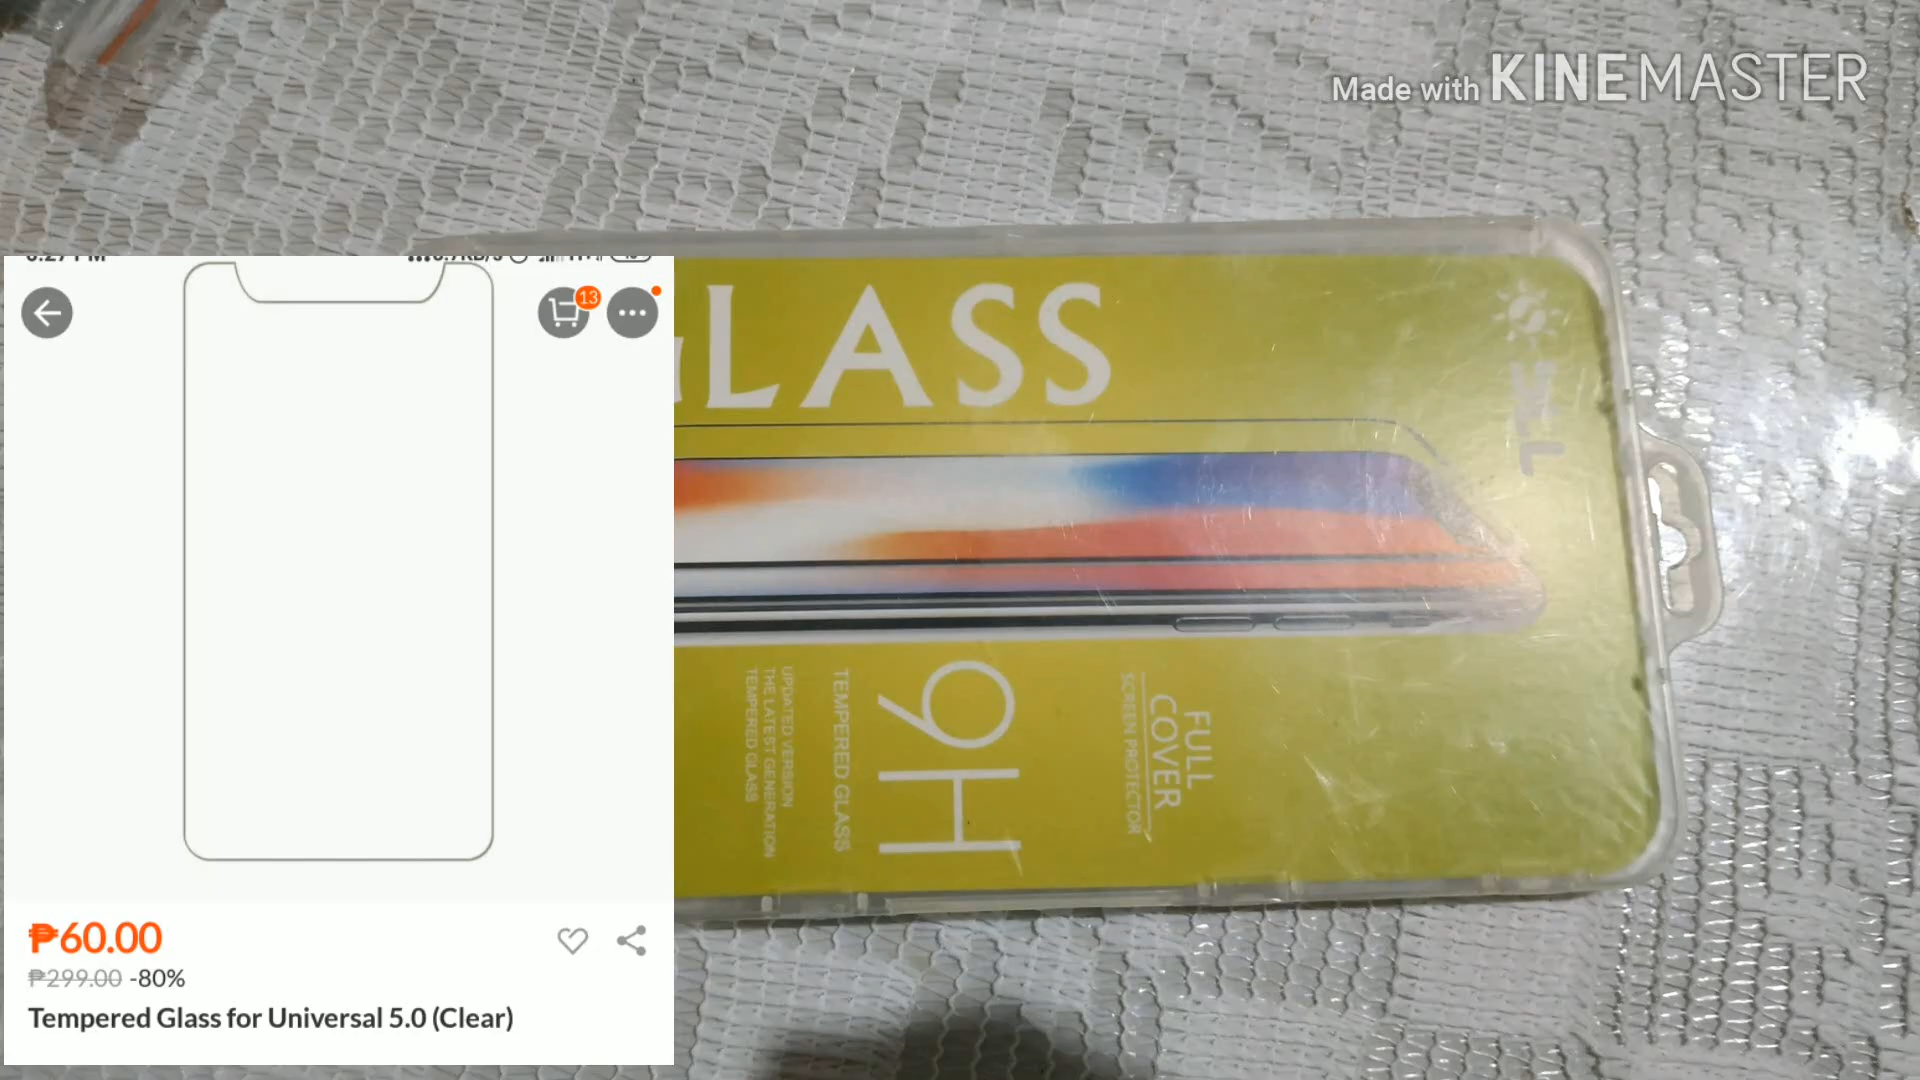 Made with KINEMASTER
13
LASS
₱60.00
₱299.00 -80%
Tempered Glass for Universal 5.0 (Clear)
FULL
COVER
SCREEN PROTECTOR
9H
TEMPERED GLASS
UPDATED VERSION
THE LATEST GENERATION
TEMPERED GLASS